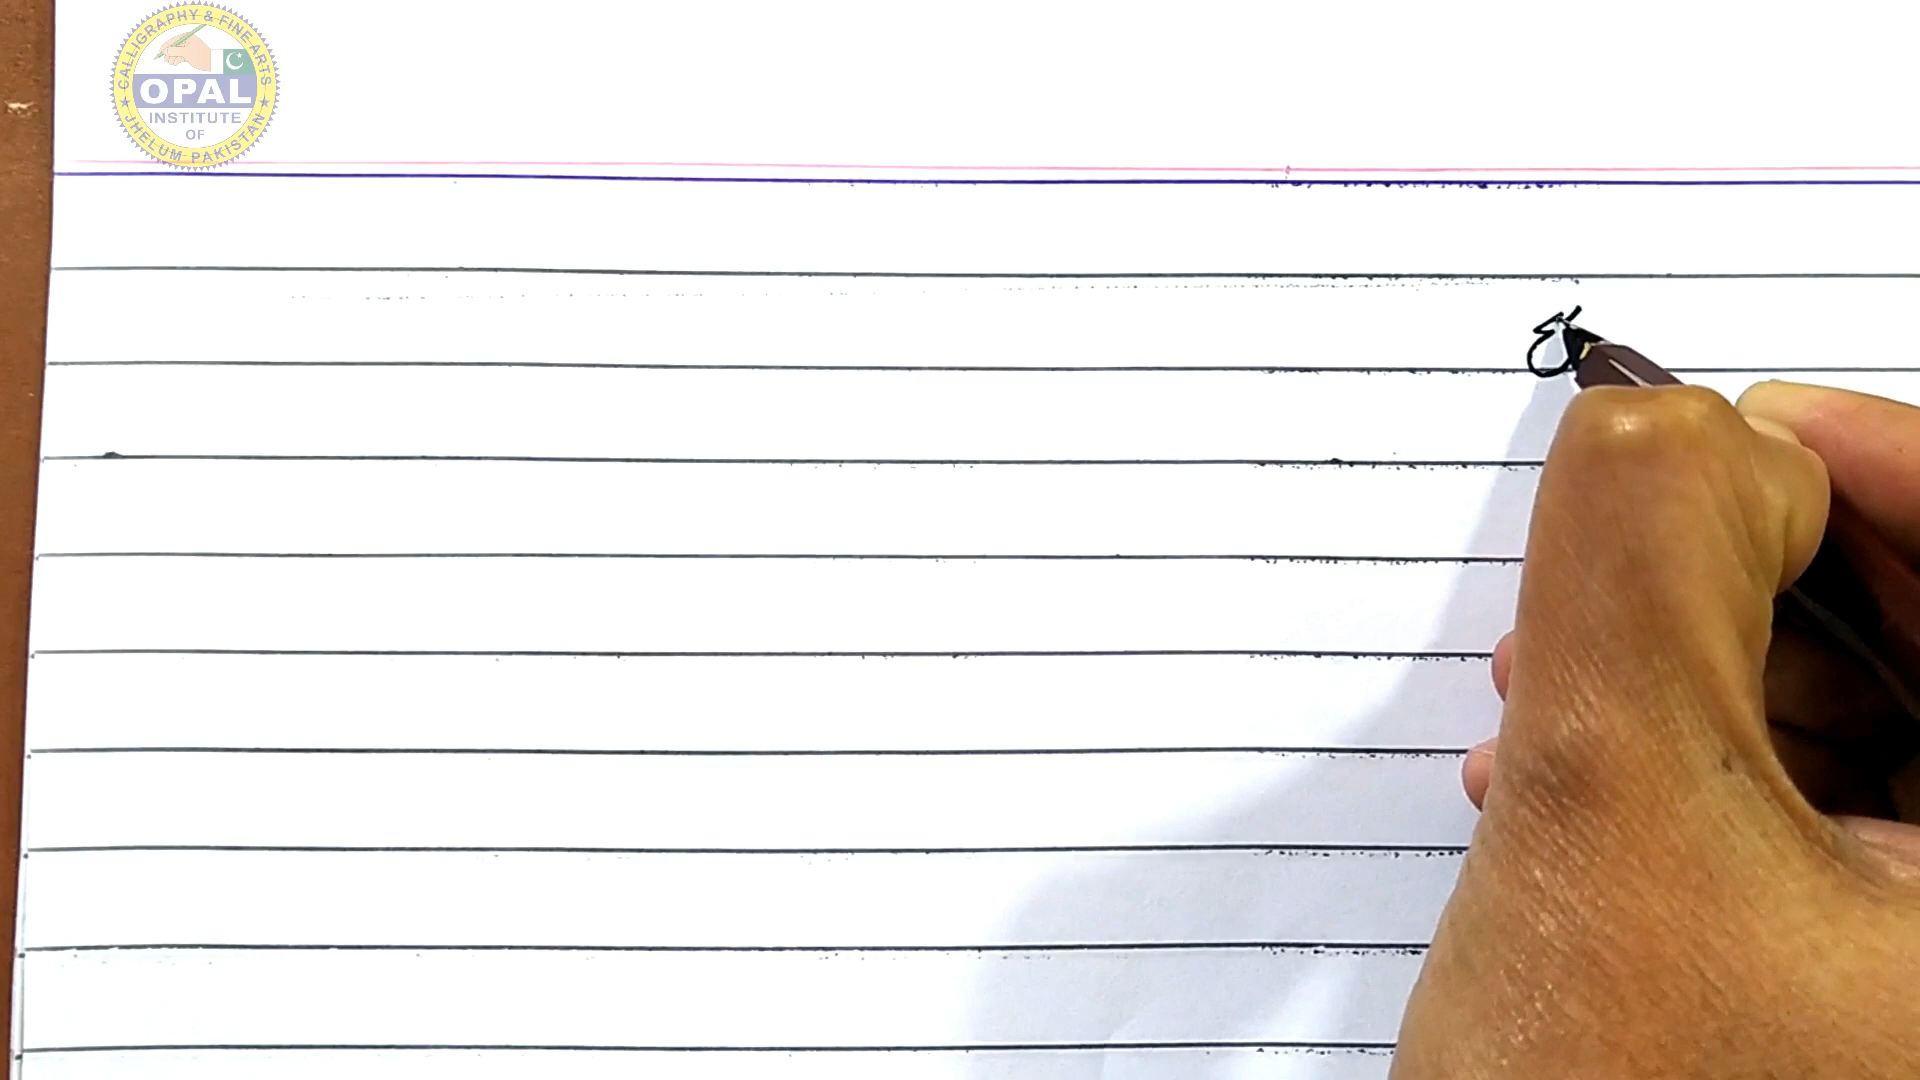 CALLIGRAPHY & FINE ARTS
OPAL
INSTITUTE
OF
JHELUM-PAKISTAN